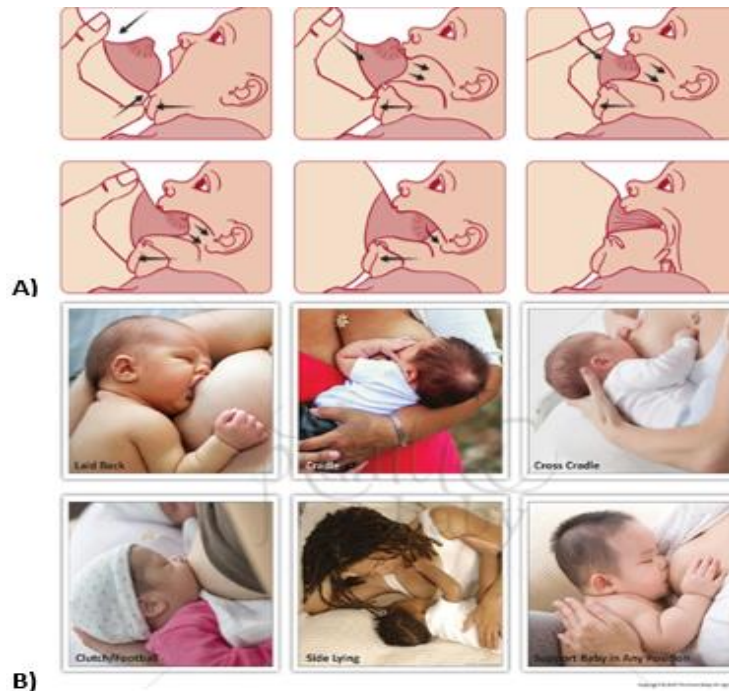 A)
Laid Back
Cradle
Cross Cradle
Clutch/Football
Side Lying
Support Baby in Any Position
B)